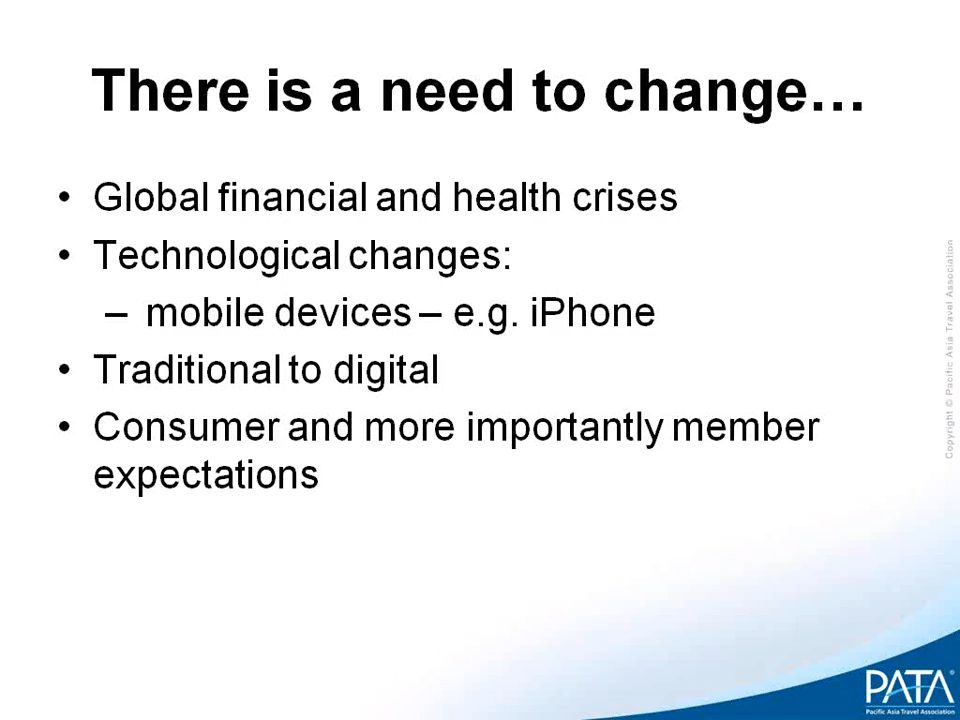 There is a need to change…
• Global financial and health crises
• Technological changes:
– mobile devices – e.g. iPhone
• Traditional to digital
• Consumer and more importantly member
expectations
Copyright © Pacific Asia Travel Association
PATA®
Pacific Asia Travel Association